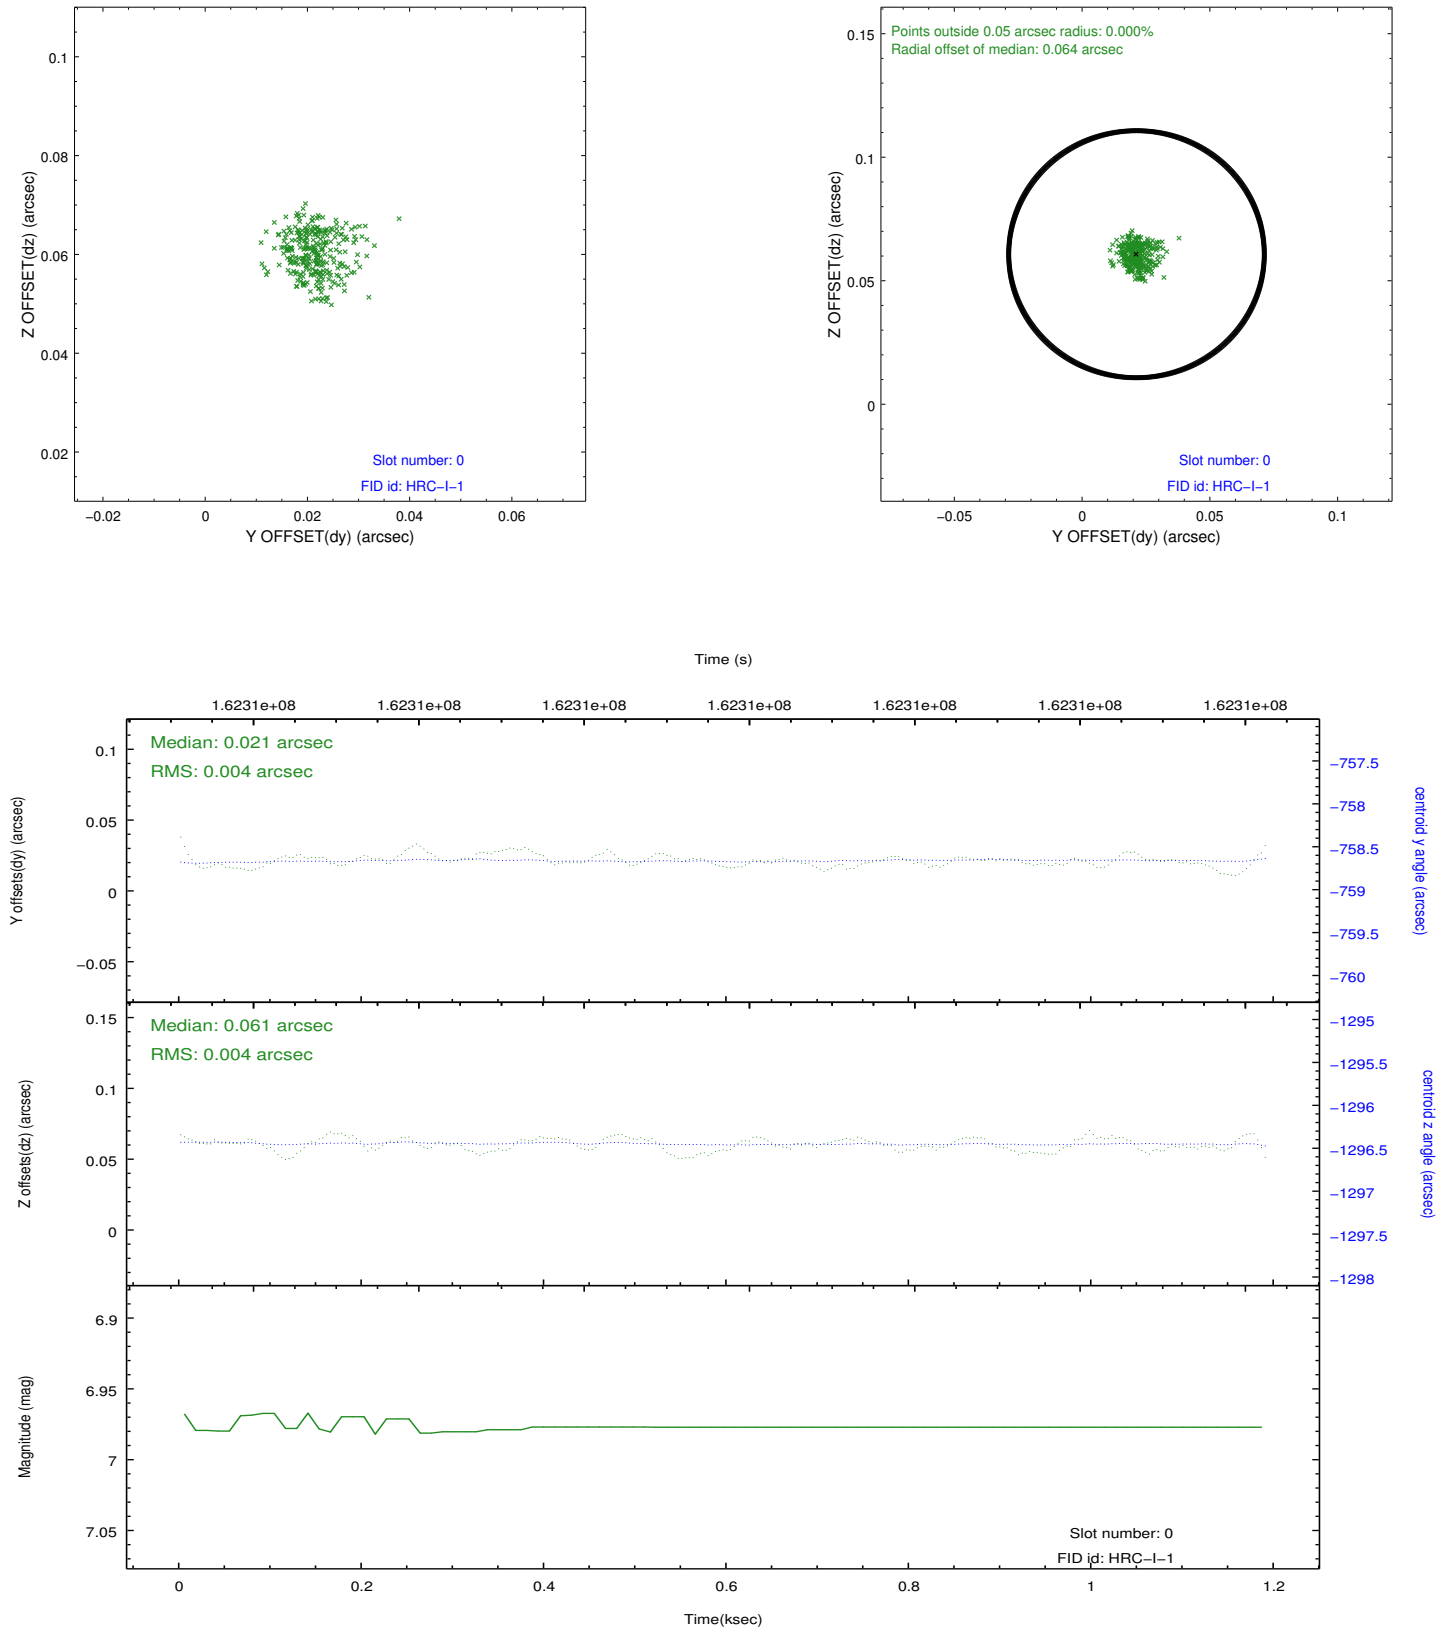 0.1
0.08
0.06
0.04
0.02
Z OFFSET(dz) (arcsec)
Slot number: 0
FID id: HRC−I−1
−0.02 0 0.02 0.04 0.06
Y OFFSET(dy) (arcsec)
Points outside 0.05 arcsec radius: 0.000%
Radial offset of median: 0.064 arcsec
0.15
0.1
0.05
0
Z OFFSET(dz) (arcsec)
Slot number: 0
FID id: HRC−I−1
−0.05 0 0.05 0.1
Y OFFSET(dy) (arcsec)
Time (s)
1.6231e+08 1.6231e+08 1.6231e+08 1.6231e+08 1.6231e+08 1.6231e+08 1.6231e+08
Median: 0.021 arcsec
RMS: 0.004 arcsec
0.1
0.05
0
−0.05
Y offsets(dy) (arcsec)
−757.5
−758
−758.5
−759
−759.5
−760
centroid y angle (arcsec)
Median: 0.061 arcsec
RMS: 0.004 arcsec
0.15
0.1
0.05
0
Z offsets(dz) (arcsec)
−1295
−1295.5
−1296
−1296.5
−1297
−1297.5
−1298
centroid z angle (arcsec)
6.9
6.95
7
7.05
Magnitude (mag)
Slot number: 0
FID id: HRC−I−1
0 0.2 0.4 0.6 0.8 1 1.2
Time(ksec)